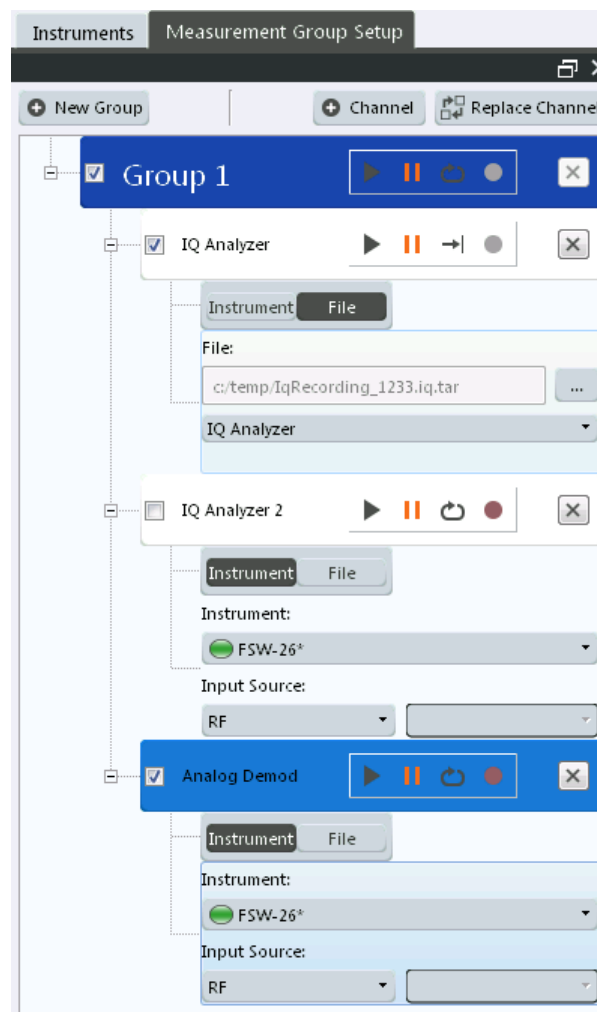 Instruments Measurement Group Setup
New Group Channel Replace Channe
Group 1
IQ Analyzer
Instrument File
File:
c:/temp/IqRecording_1233.iq.tar ...
IQ Analyzer
IQ Analyzer 2
Instrument File
Instrument:
FSW-26*
Input Source:
RF
Analog Demod
Instrument File
Instrument:
FSW-26*
Input Source:
RF